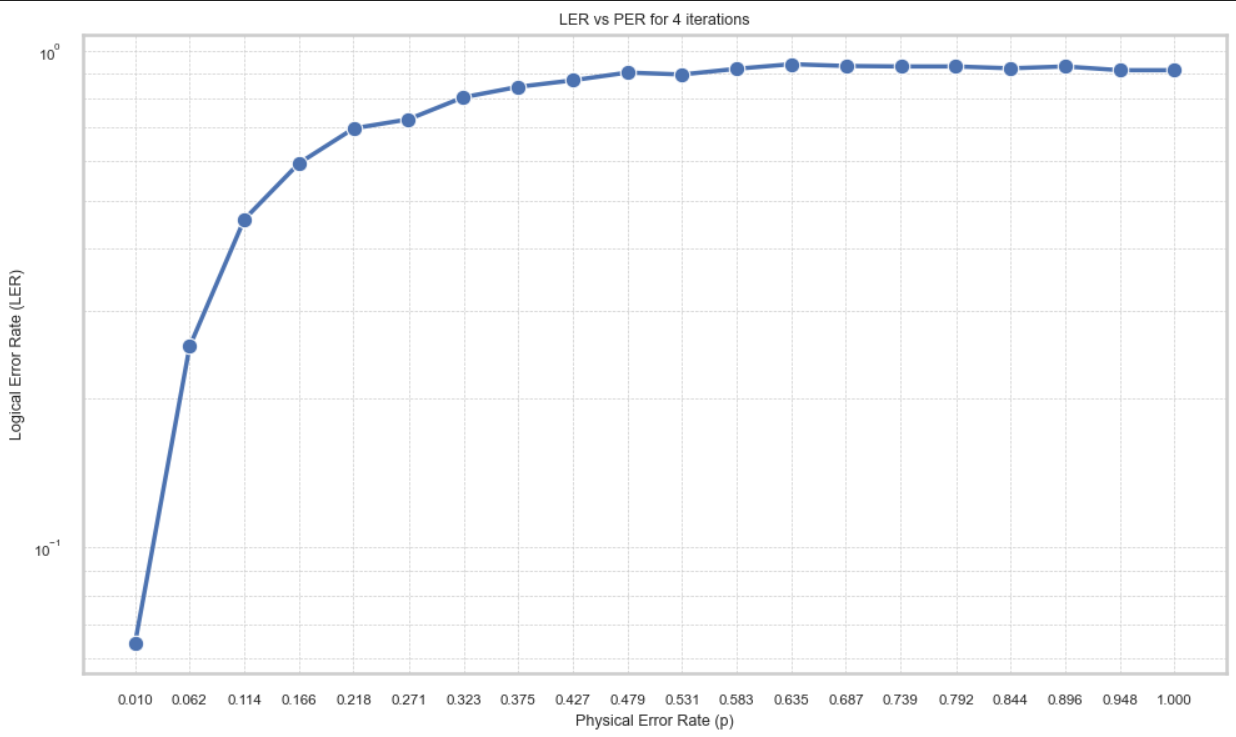 LER vs PER for 4 iterations
10⁰
Logical Error Rate (LER)
10⁻¹
0.010 0.062 0.114 0.166 0.218 0.271 0.323 0.375 0.427 0.479 0.531 0.583 0.635 0.687 0.739 0.792 0.844 0.896 0.948 1.000
Physical Error Rate (p)